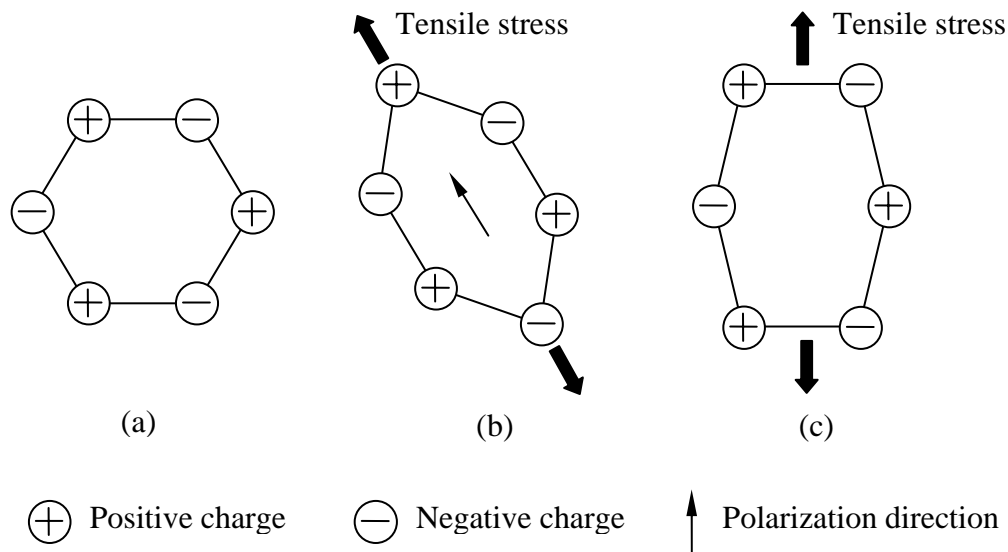 Tensile stress
Tensile stress
(a)
(b)
(c)
Positive charge
Negative charge
Polarization direction